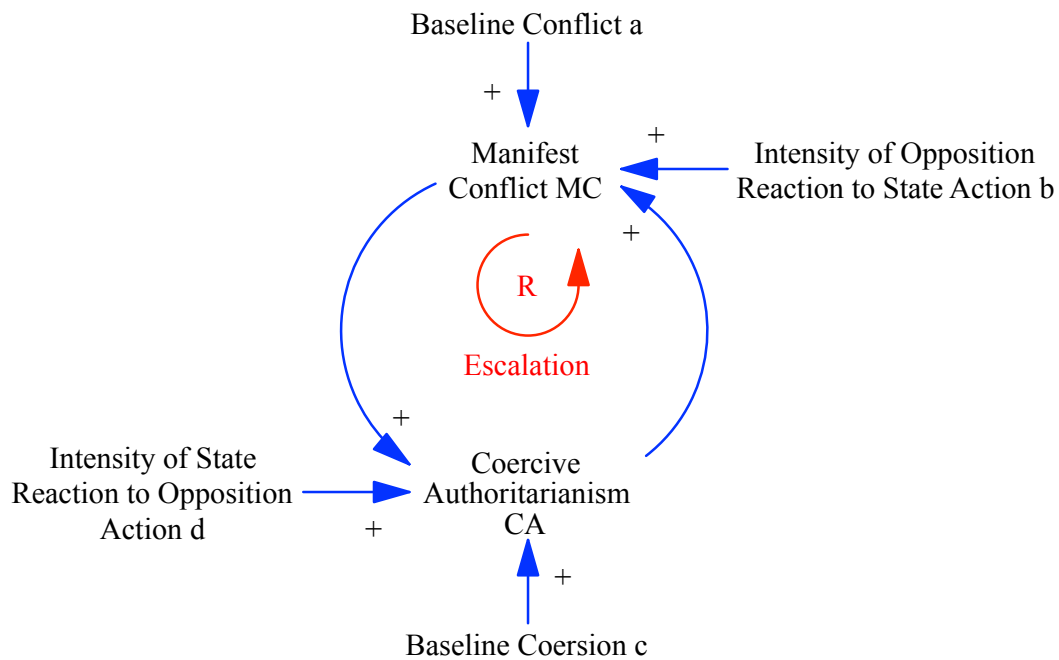 Baseline Conflict a
+
+
Manifest
Conflict MC
Intensity of Opposition
Reaction to State Action b
+
R
Escalation
+
Intensity of State
Reaction to Opposition
Action d
+
Coercive
Authoritarianism
CA
+
Baseline Coersion c